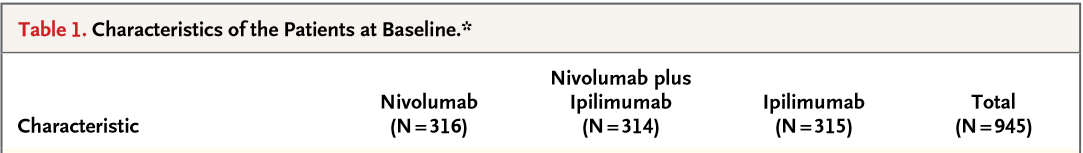 Table 1. Characteristics of the Patients at Baseline.*
Nivolumab plus
Nivolumab Ipilimumab Ipilimumab Total
Characteristic (N=316) (N=314) (N=315) (N=945)